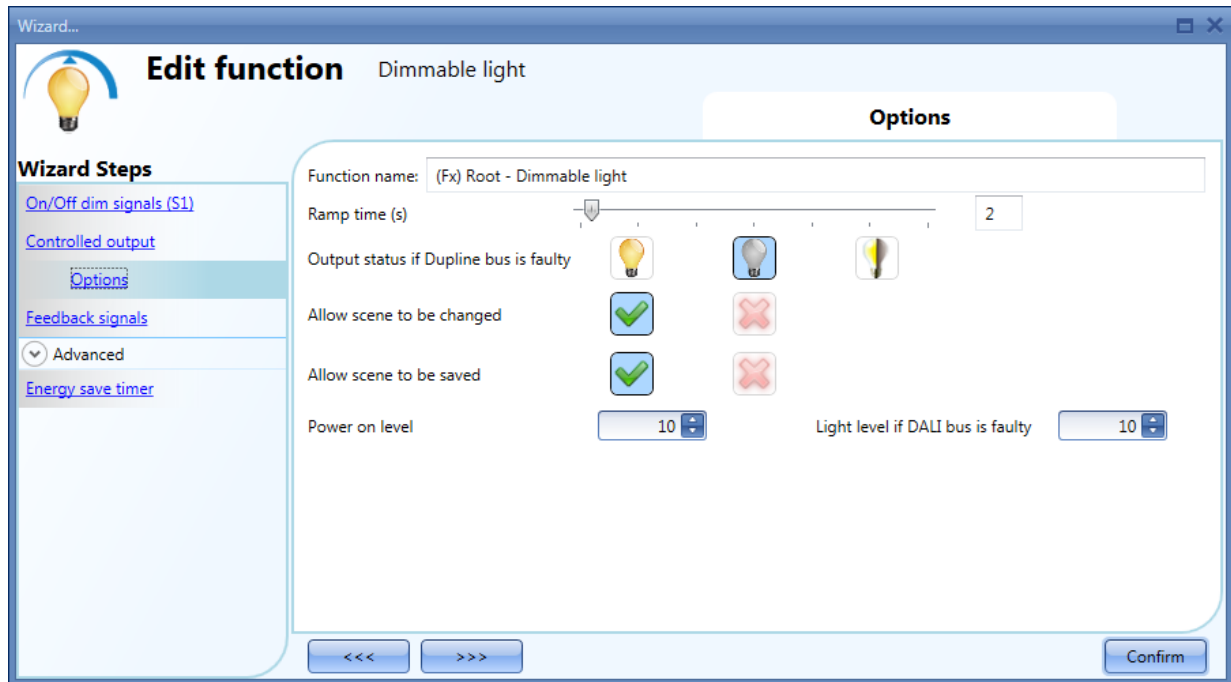 Wizard...
Edit function Dimmable light
Options
Wizard Steps
On/Off dim signals (S1)
Controlled output
Options
Feedback signals
Advanced
Energy save timer
Function name: (Fx) Root - Dimmable light
Ramp time (s) 2
Output status if Dupline bus is faulty
Allow scene to be changed
Allow scene to be saved
Power on level 10 Light level if DALI bus is faulty 10
<<< >>> Confirm